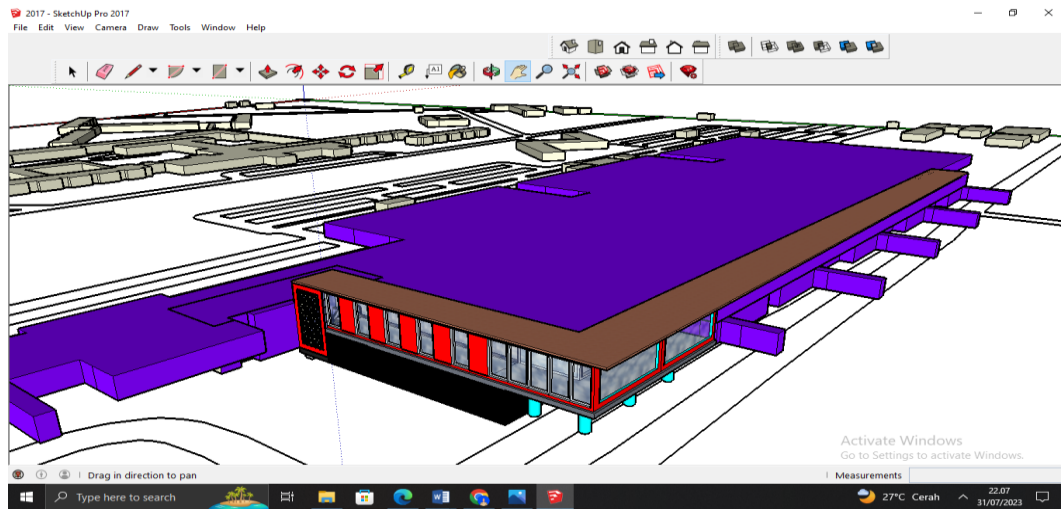 2017 - SketchUp Pro 2017
File Edit View Camera Draw Tools Window Help
A1
Activate Windows
Go to Settings to activate Windows.
Drag in direction to pan
Measurements
Type here to search
27°C Cerah
22.07
31/07/2023